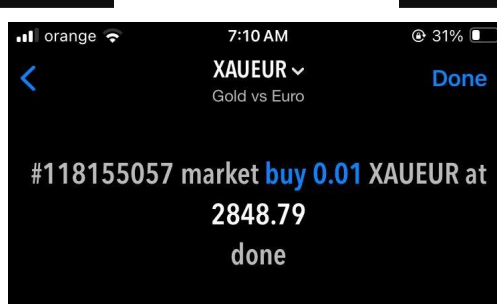 orange 7:10 AM 31%
XAUEUR
Done
Gold vs Euro
#118155057 market buy 0.01 XAUEUR at
2848.79
done